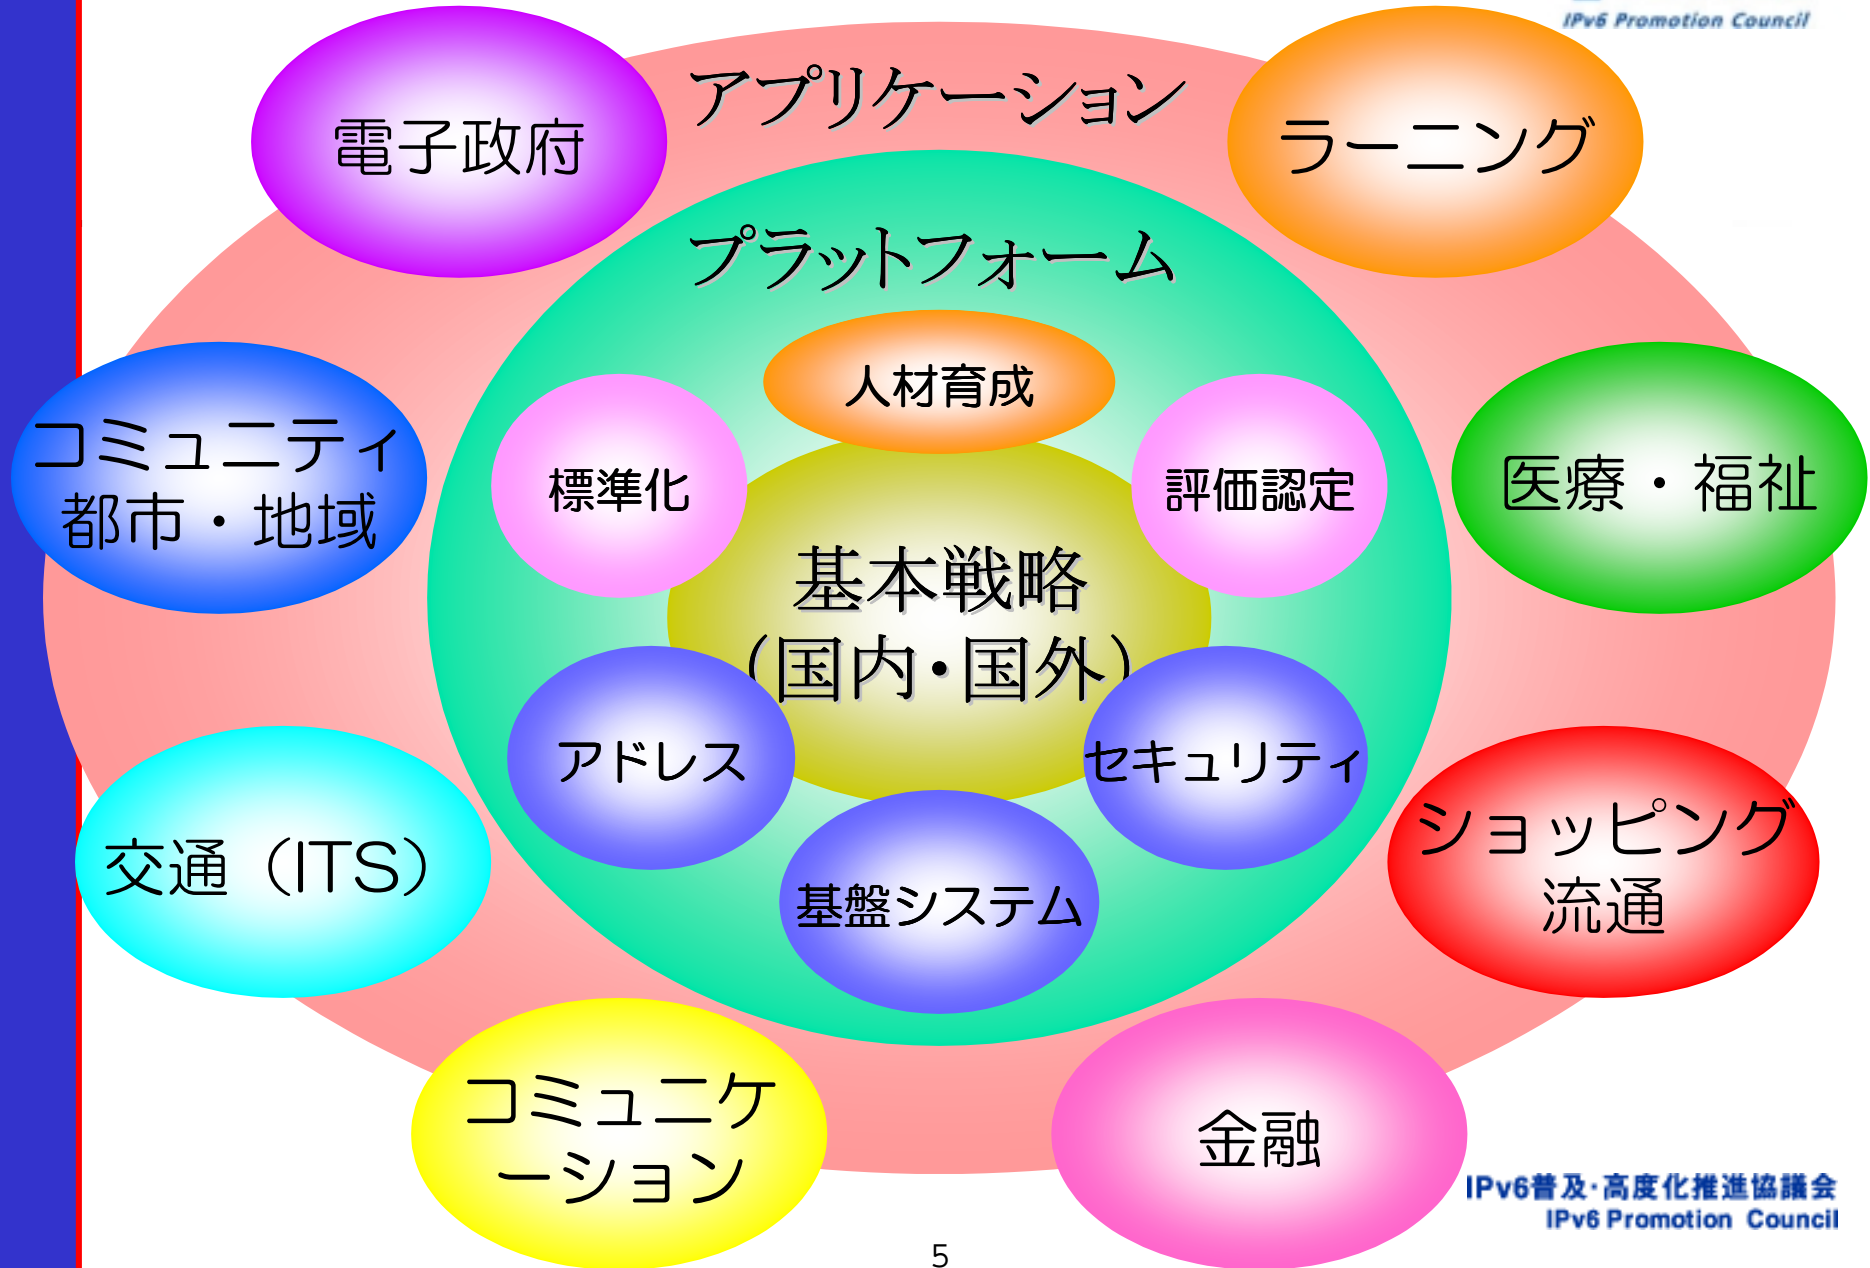 IPv6 Promotion Council
アプリケーション
電子政府
ラーニング
プラットフォーム
人材育成
コミュニティ
都市・地域
標準化
評価認定
医療・福祉
基本戦略
（国内・国外）
アドレス
セキュリティ
ショッピング
流通
交通（ITS）
基盤システム
コミュニケ
ーション
金融
IPv6普及・高度化推進協議会
IPv6 Promotion Council
5